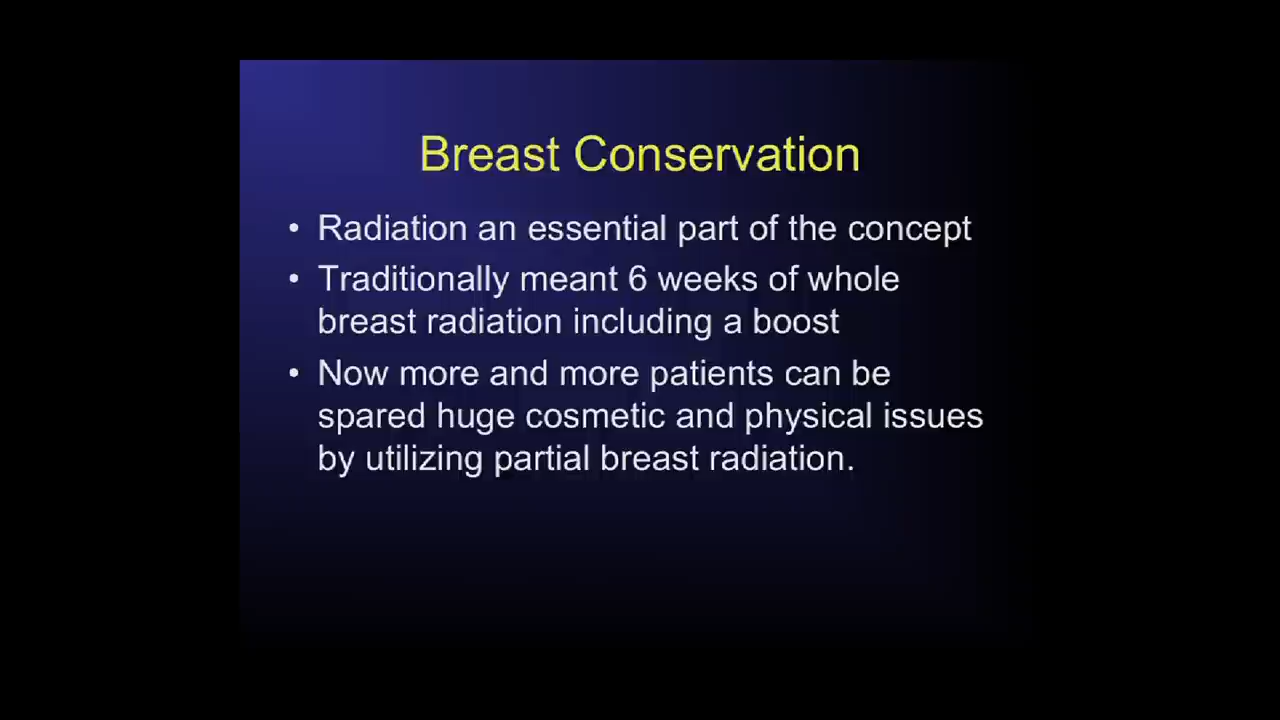 Breast Conservation
• Radiation an essential part of the concept
• Traditionally meant 6 weeks of whole
breast radiation including a boost
• Now more and more patients can be
spared huge cosmetic and physical issues
by utilizing partial breast radiation.